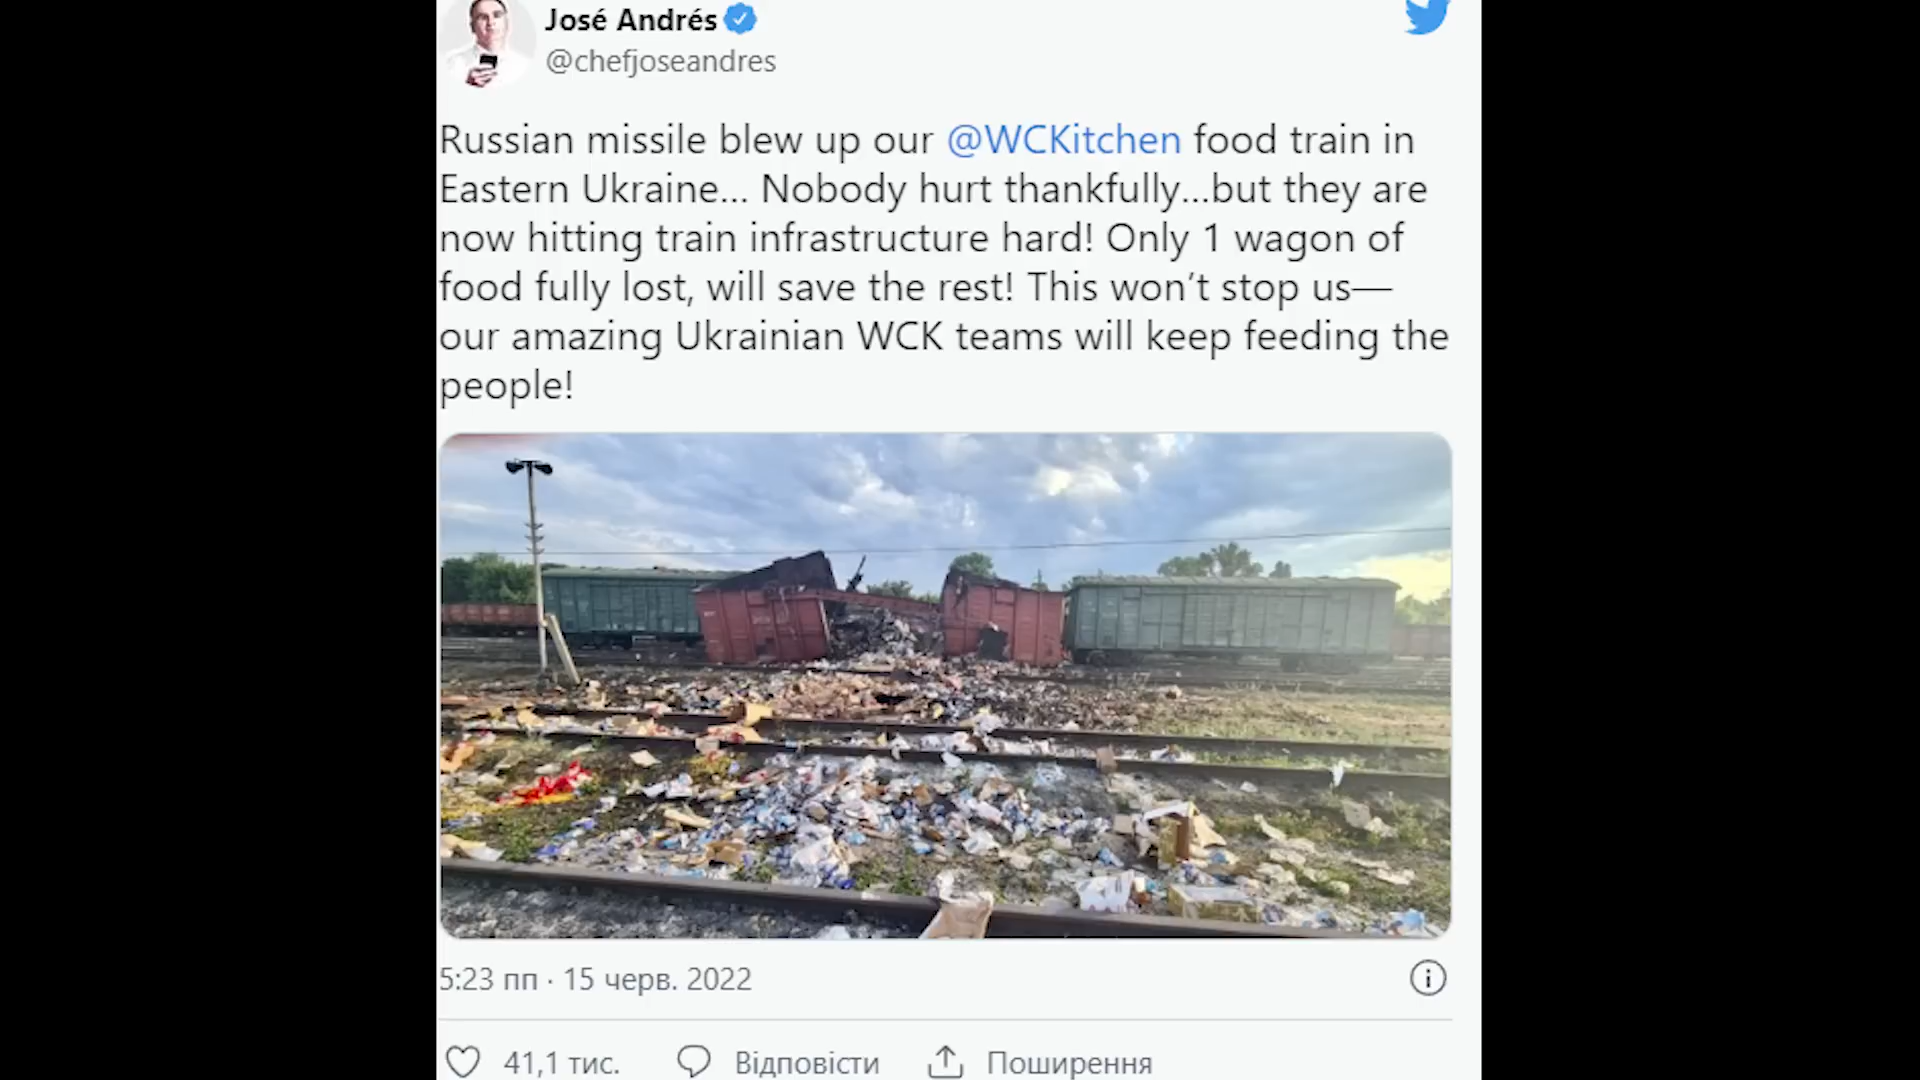 José Andrés
@chefjoseandres
Russian missile blew up our @WCKitchen food train in
Eastern Ukraine... Nobody hurt thankfully...but they are
now hitting train infrastructure hard! Only 1 wagon of
food fully lost, will save the rest! This won’t stop us—
our amazing Ukrainian WCK teams will keep feeding the
people!
5:23 пп · 15 черв. 2022
41,1 тис. Відповісти Поширення